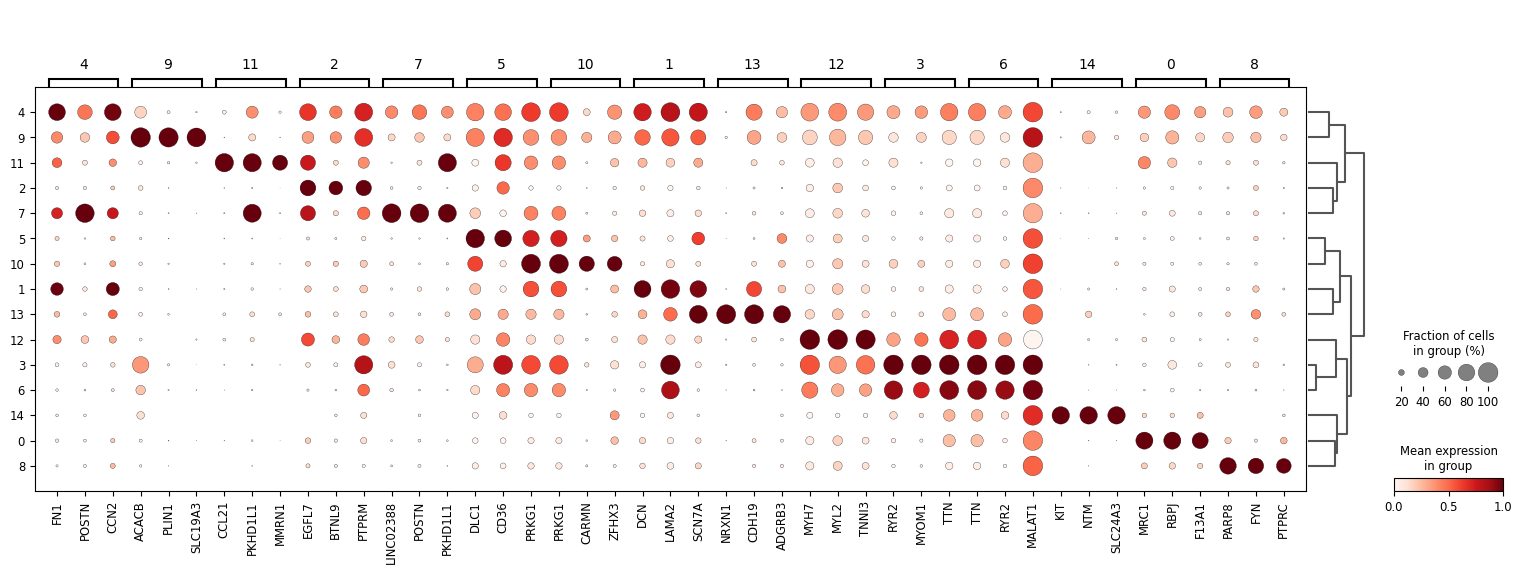 4 9 11 2 7 5 10 1 13 12 3 6 14 0 8
4
9
11
2
7
5
10
1
13
12
3
6
14
0
8
FN1 POSTN CCN2 ACACB PLIN1 SLC19A3 CCL21 PKHD1L1 MMRN1 EGFL7 BTNL9 PTPRM LINC02388 POSTN PKHD1L1 DLC1 CD36 PRKG1 PRKG1 CARMN ZFHX3 DCN LAMA2 SCN7A NRXN1 CDH19 ADGRB3 MYH7 MYL2 TNNI3 RYR2 MYOM1 TTN TTN RYR2 MALAT1 KIT NTM SLC24A3 MRC1 RBPJ F13A1 PARP8 FYN PTPRC
Fraction of cells
in group (%)
20 40 60 80 100
Mean expression
in group
0.0 0.5 1.0